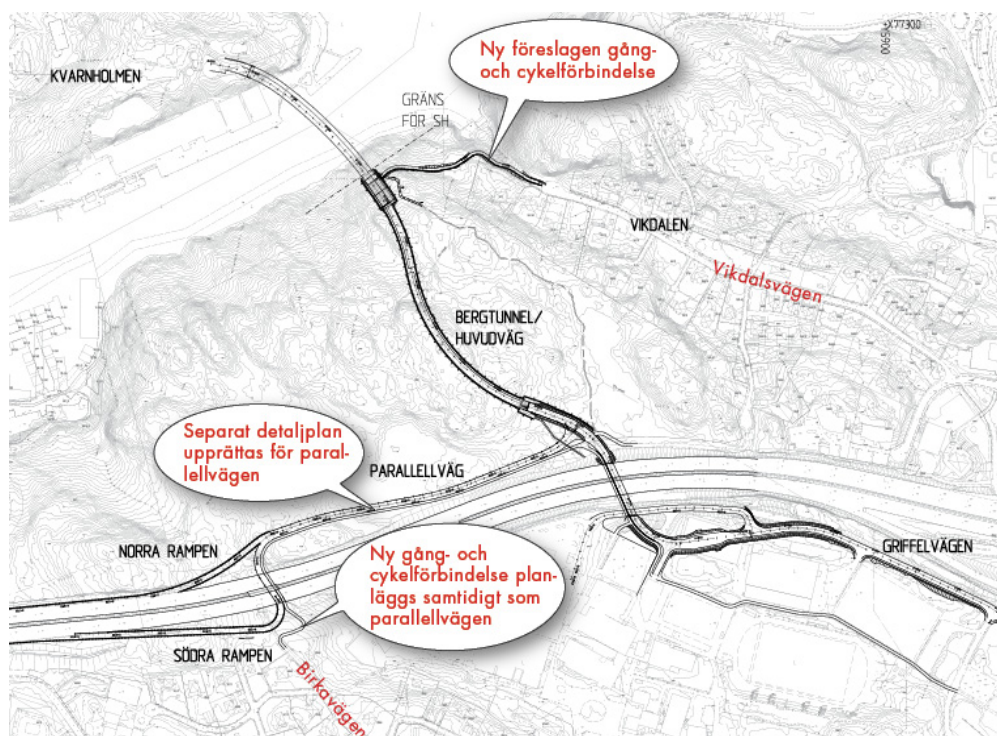 KVARNHOLMEN
Ny föreslagen gång-
och cykelförbindelse
X77300
GRÄNS
FÖR SH
VIKDALEN
Vikdalsvägen
BERGTUNNEL/
HUVUDVÄG
Separat detaljplan
upprättas för paral-
lellvägen
PARALLELLVÄG
NORRA RAMPEN
Ny gång- och
cykelförbindelse plan-
läggs samtidigt som
parallellvägen
GRIFFELVÄGEN
SÖDRA RAMPEN
Birkavägen